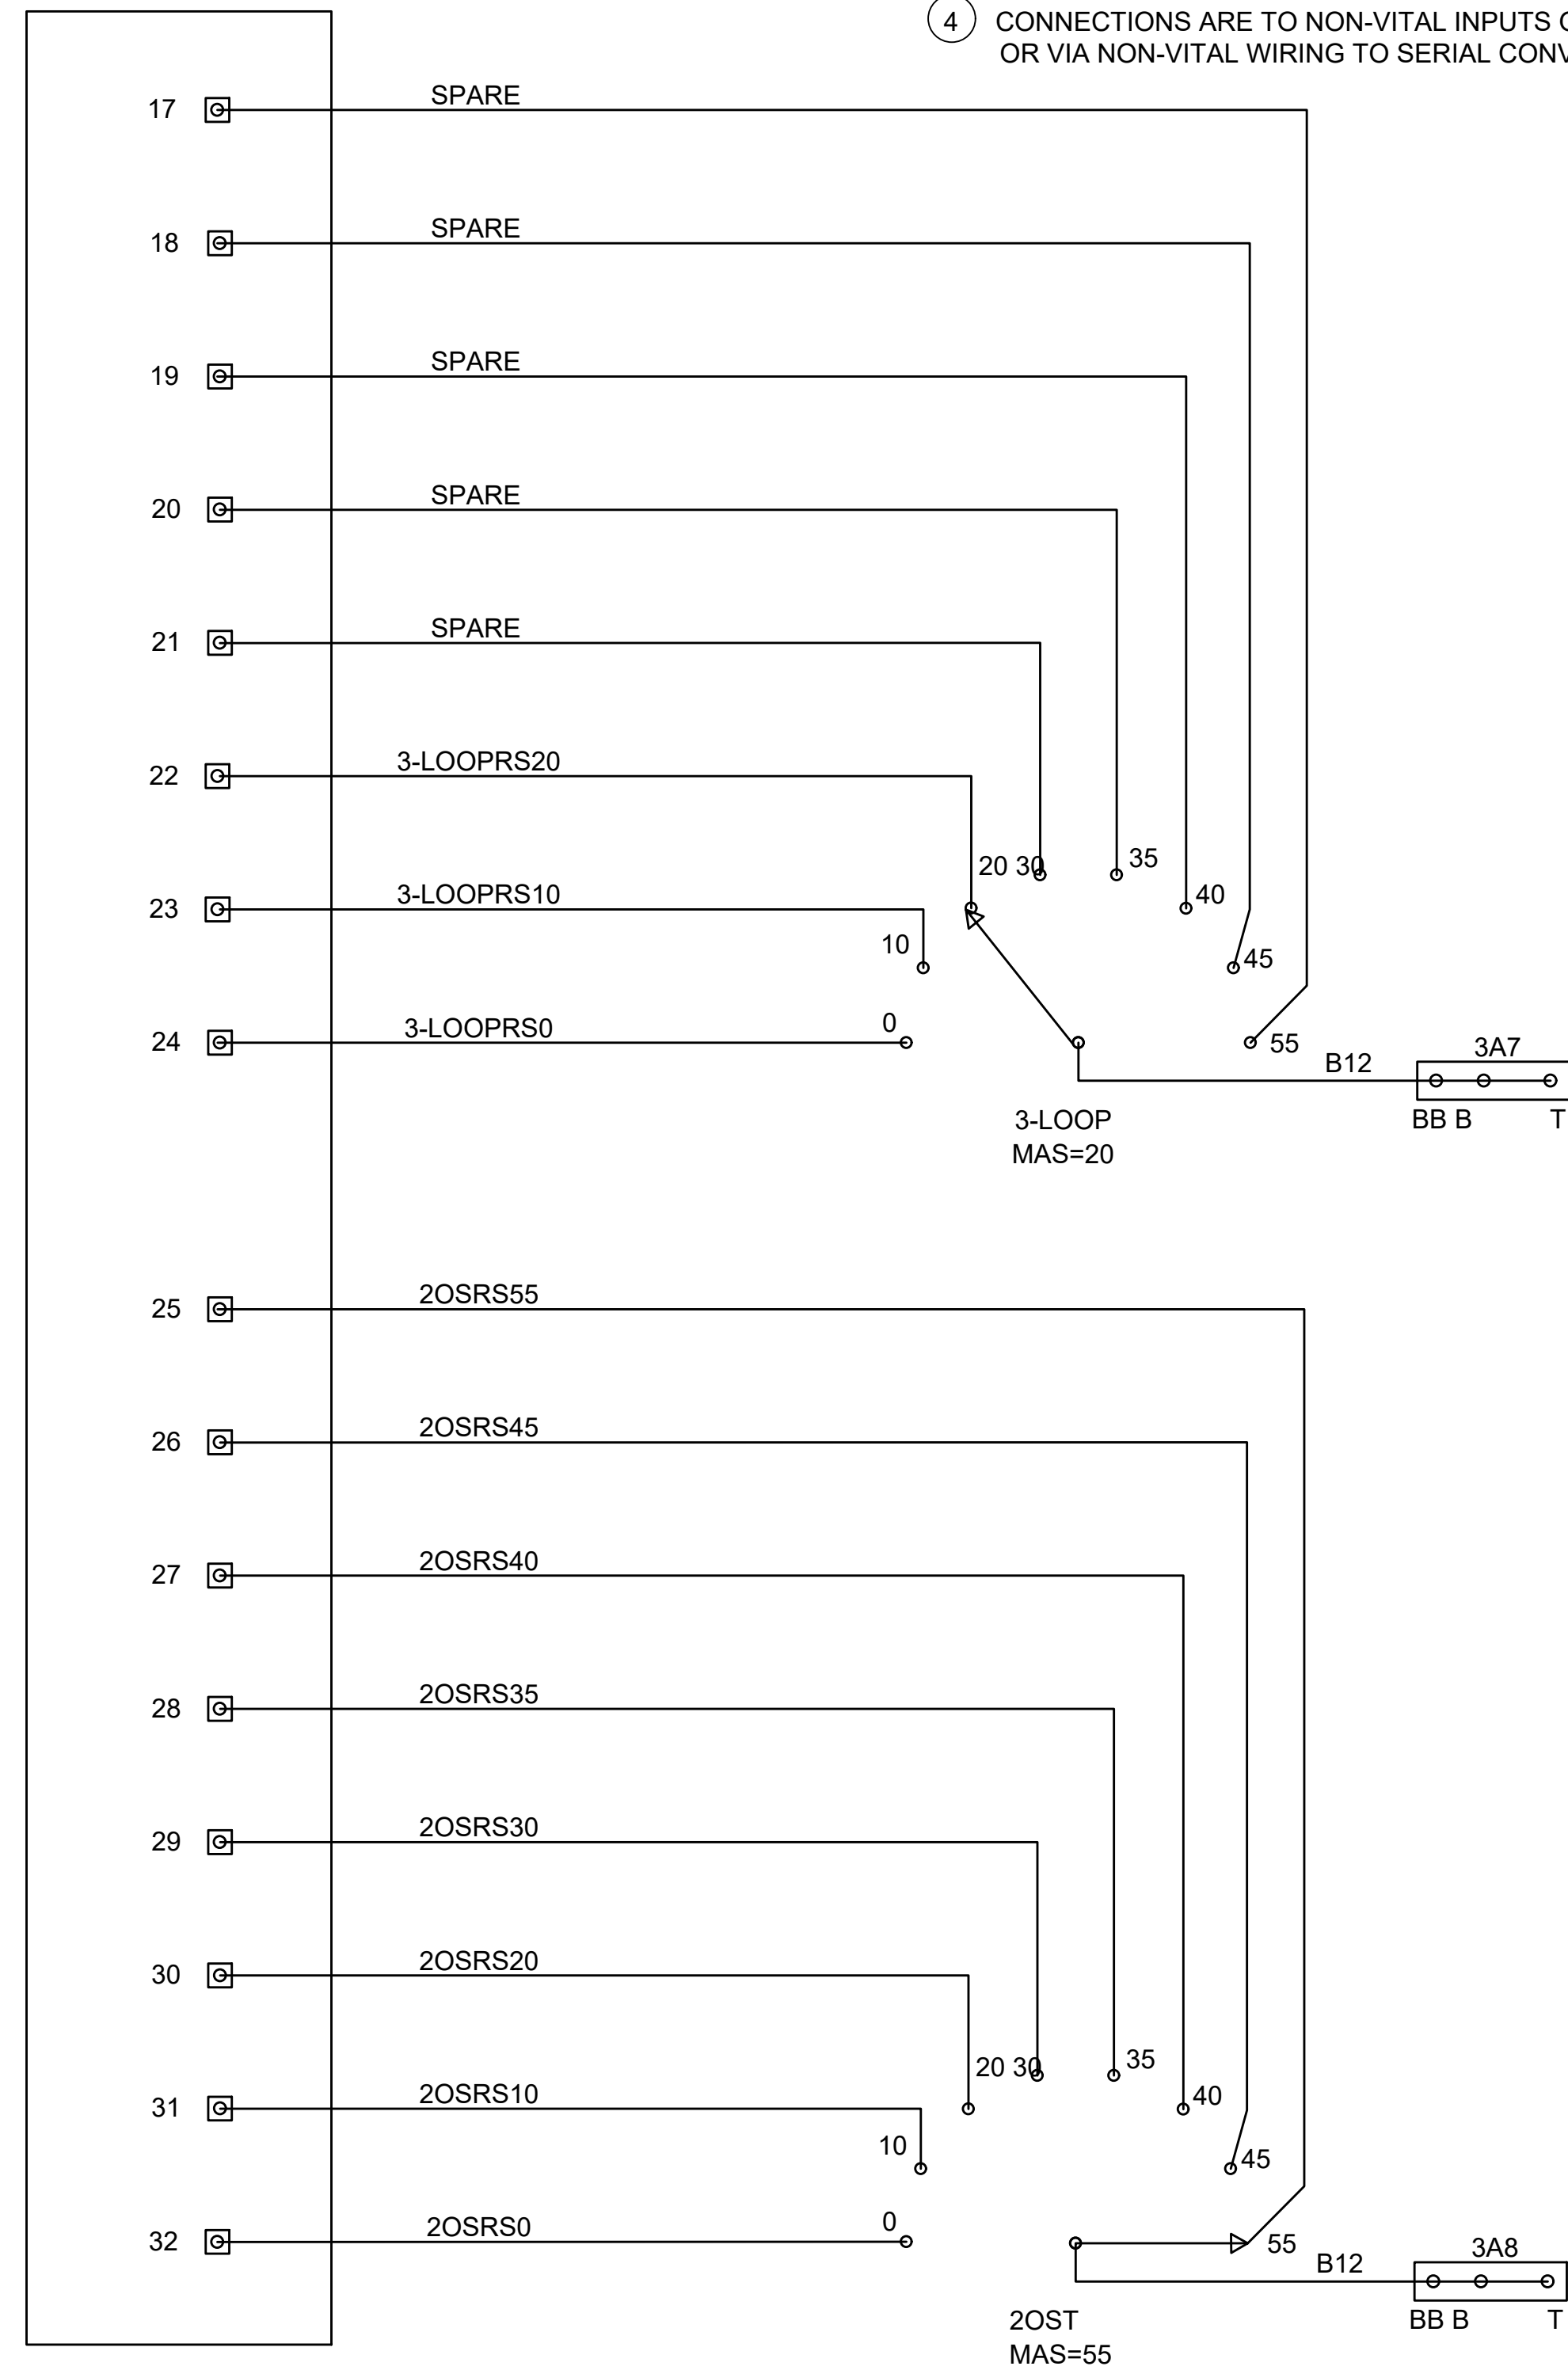 4 CONNECTIONS ARE TO NON-VITAL INPUTS
OR VIA NON-VITAL WIRING TO SERIAL
17 SPARE
18 SPARE
19 SPARE
20 SPARE
21 SPARE
22 3-LOOPRS20
20 30 35
23 3-LOOPRS10 40
10 45
24 3-LOOPRS0 0 55
B12 3A7
3-LOOP BB B T
MAS=20
25 2OSRS55
26 2OSRS45
27 2OSRS40
28 2OSRS35
29 2OSRS30
30 2OSRS20
20 30 35
31 2OSRS10 40
10 45
32 2OSRS0 0 55
B12 3A8
2OST BB B T
MAS=55